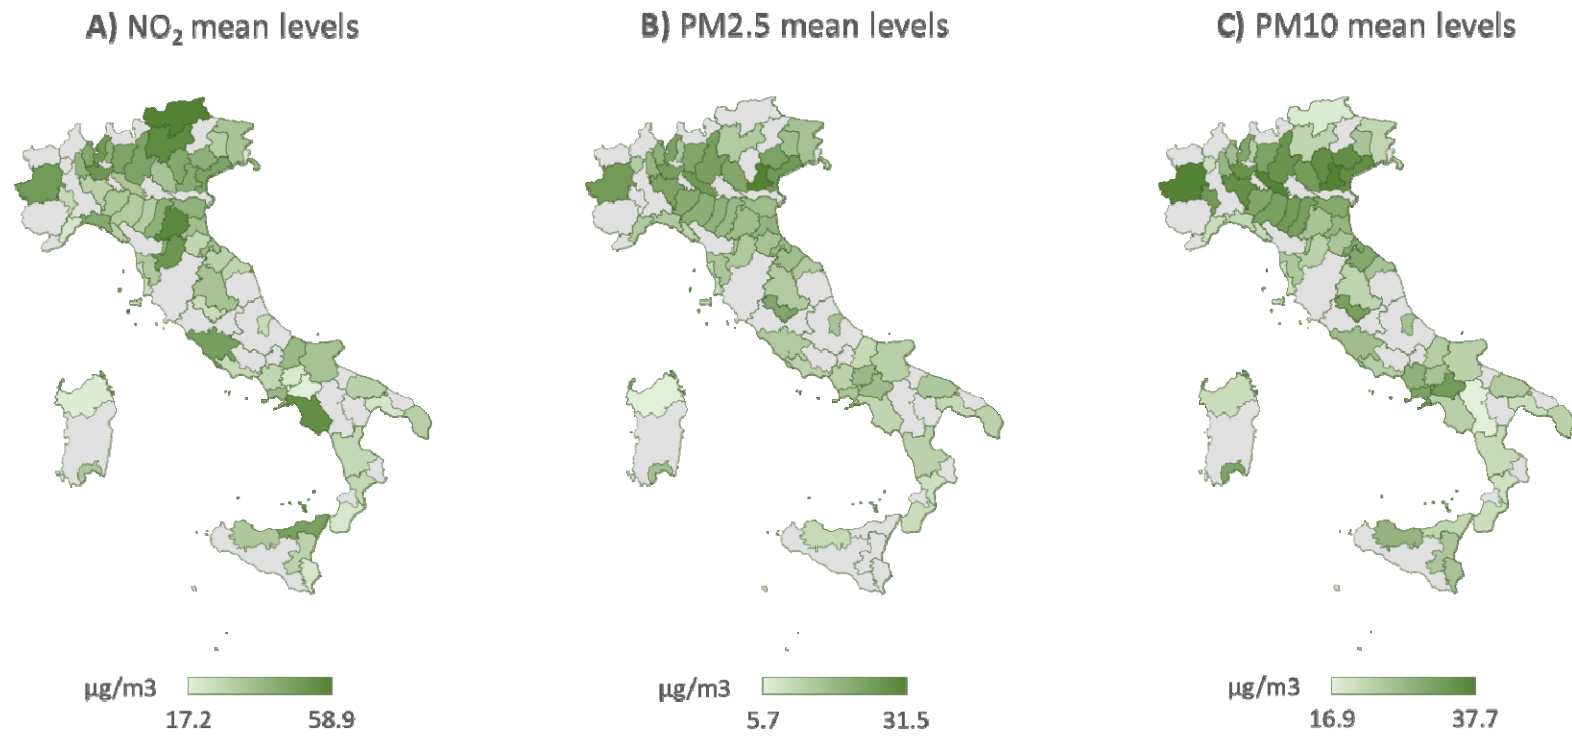 A) NO₂ mean levels
B) PM2.5 mean levels
C) PM10 mean levels
µg/m3
17.2 58.9
µg/m3
5.7 31.5
µg/m3
16.9 37.7